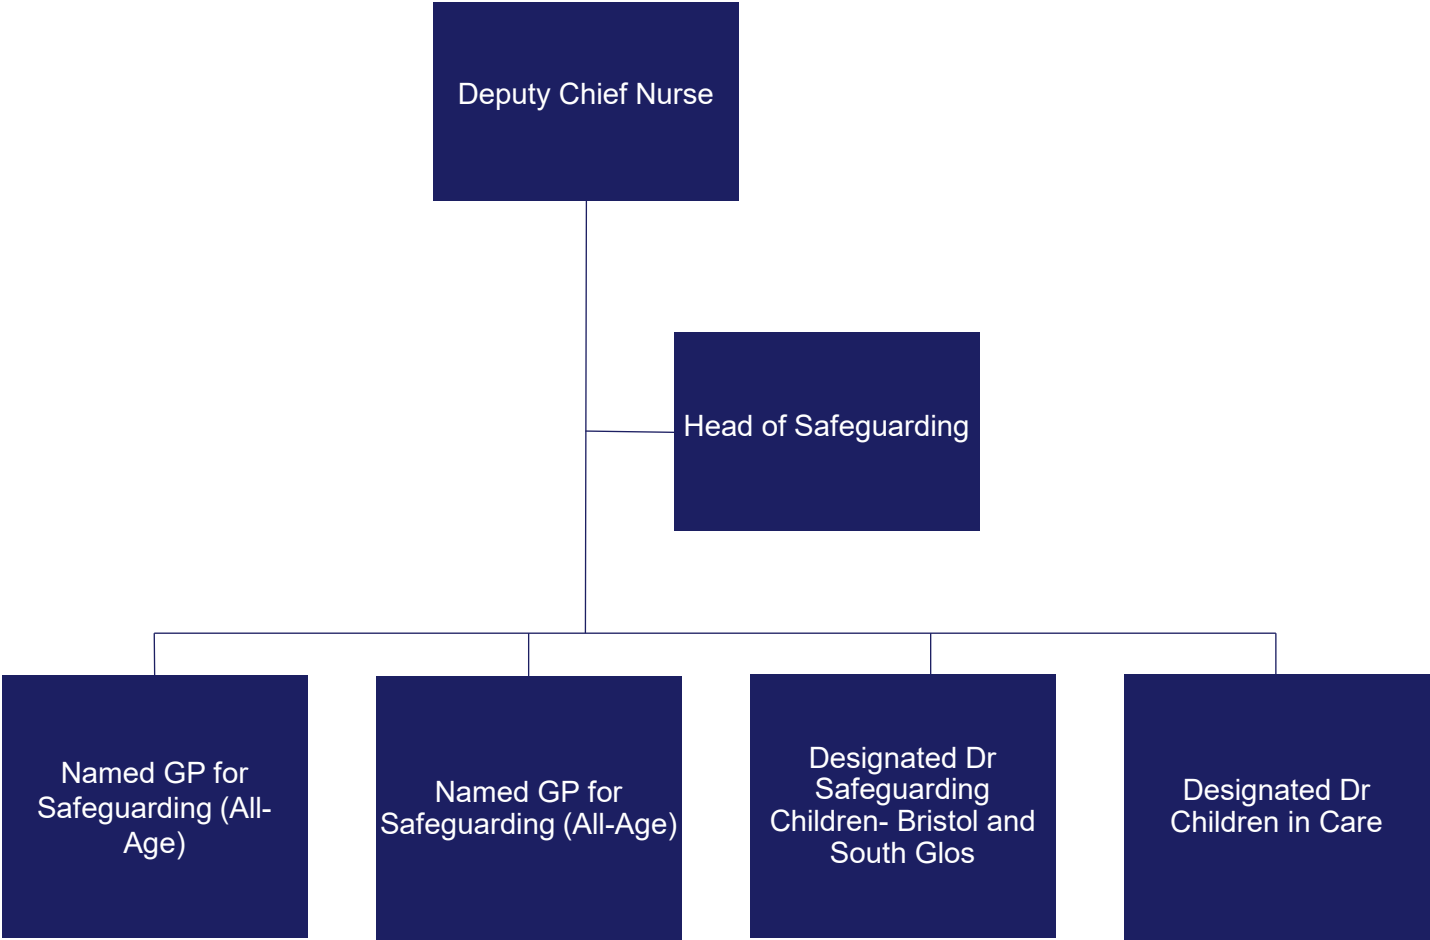 Deputy Chief Nurse
Head of Safeguarding
Named GP for
Safeguarding (All-
Age)
Named GP for
Safeguarding (All-Age)
Designated Dr
Safeguarding
Children- Bristol and
South Glos
Designated Dr
Children in Care